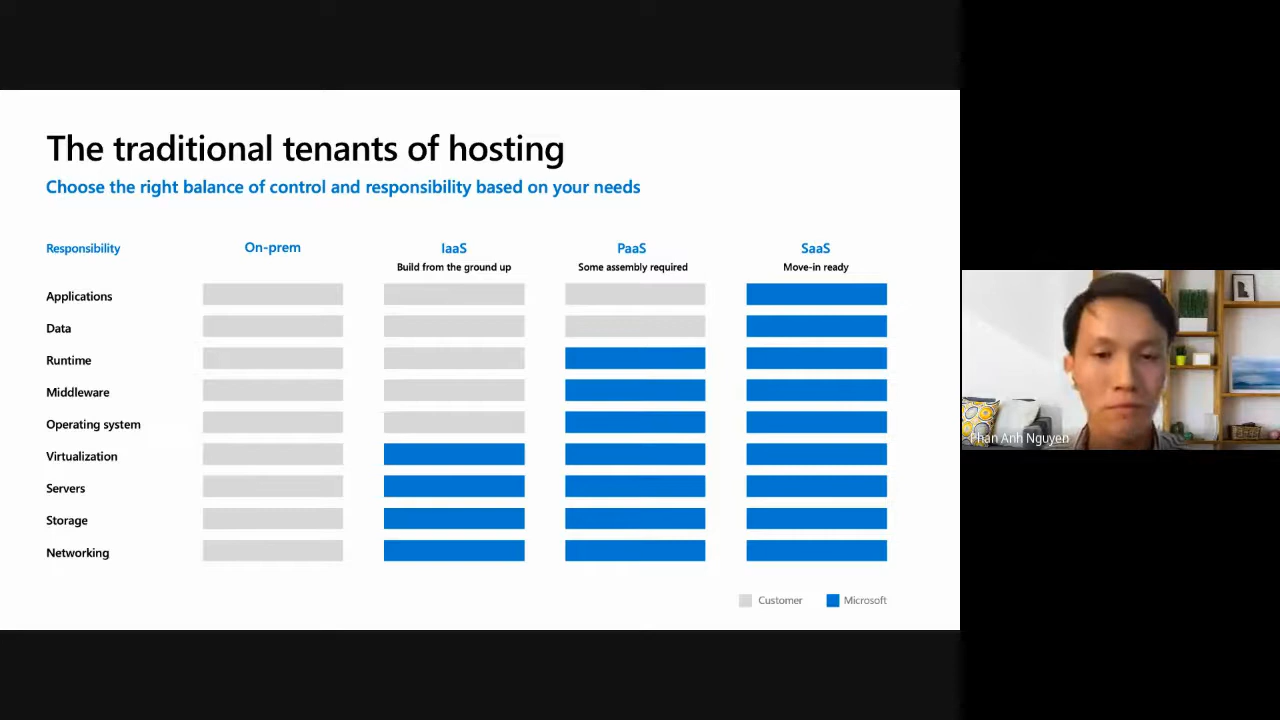 The traditional tenants of hosting
Choose the right balance of control and responsibility based on your needs
Responsibility
On-prem
IaaS
PaaS
SaaS
Build from the ground up
Some assembly required
Move-in ready
Applications
Data
Runtime
Middleware
Operating system
Virtualization
Servers
Storage
Networking
Customer
Microsoft
Phan Anh Nguyen